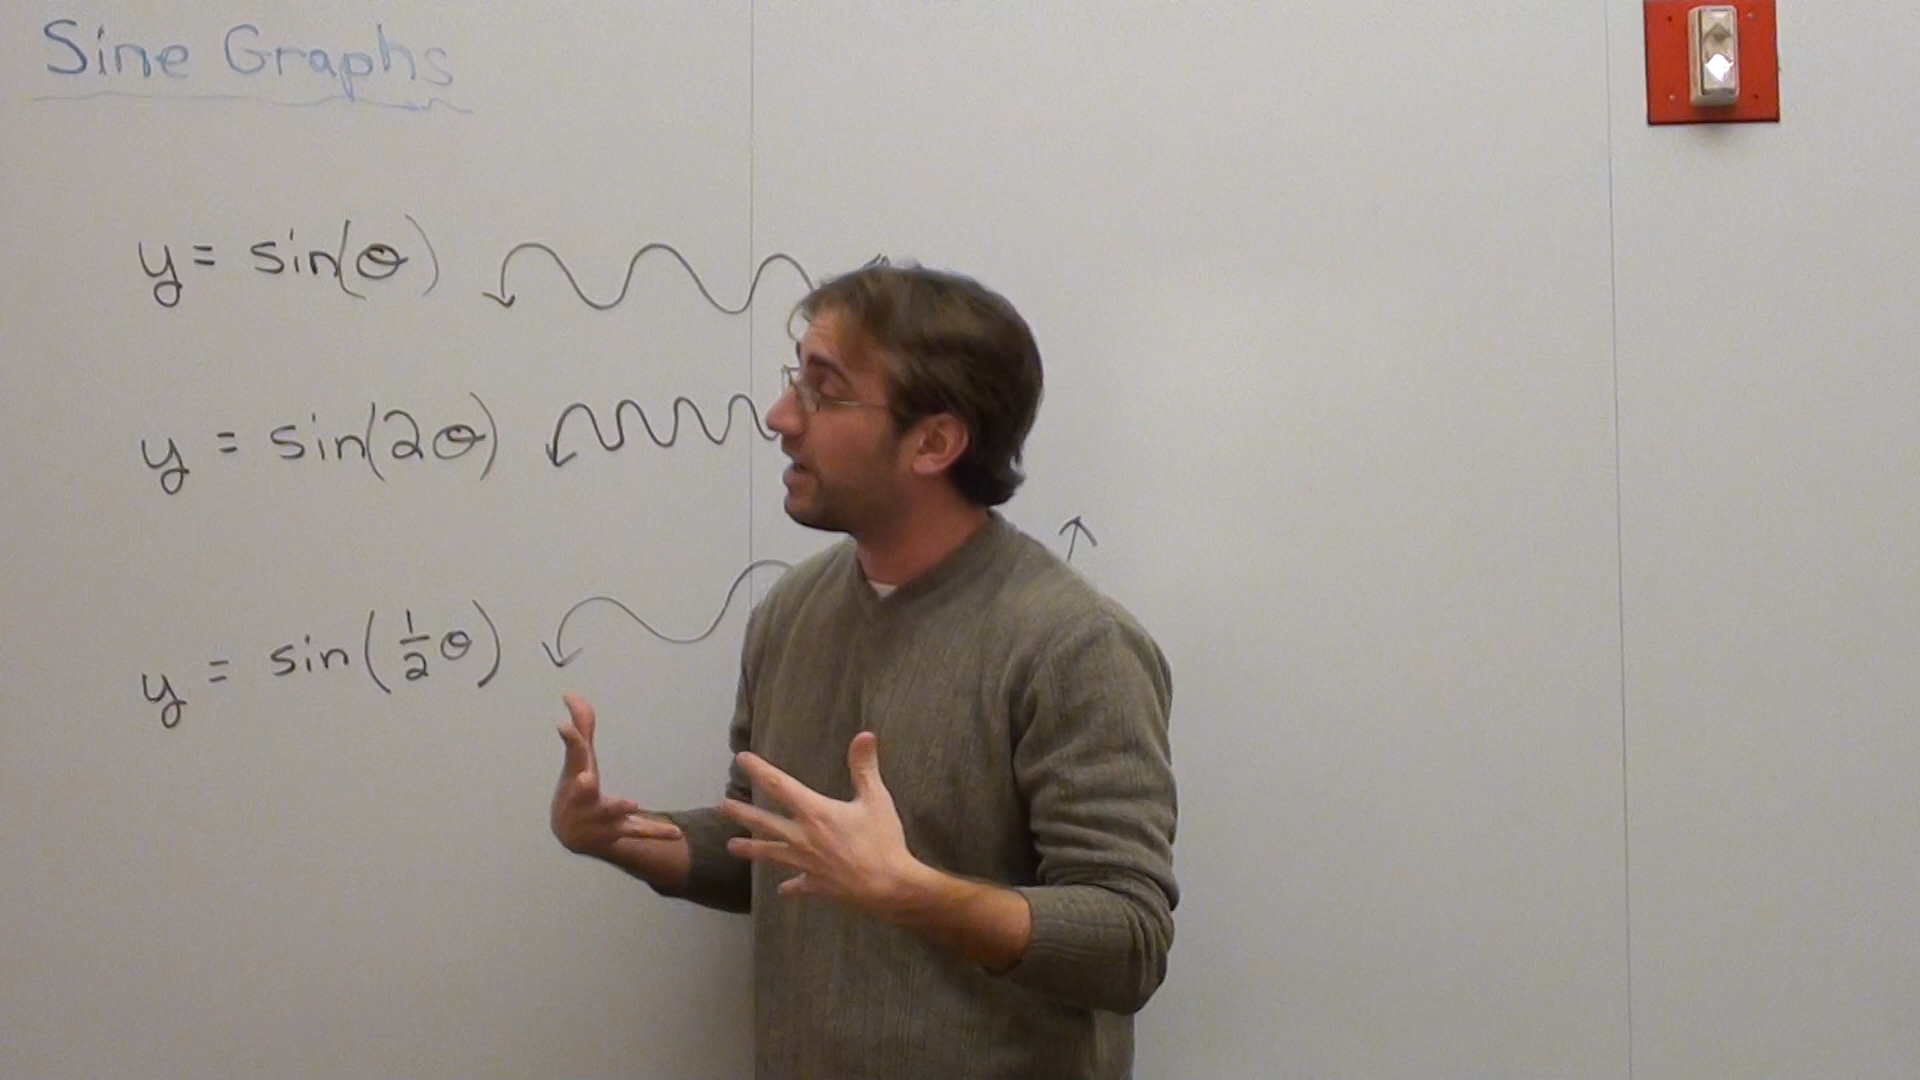 Sine Graphs
y = sin(θ)
y = sin(2θ)
y = sin(½θ)